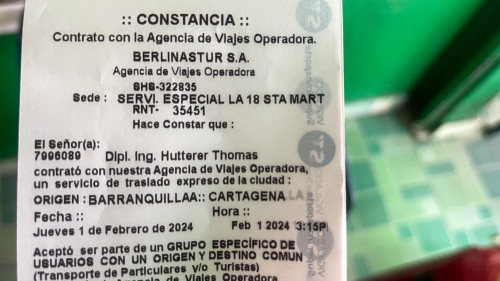 :: CONSTANCIA ::
Contrato con la Agencia de Viajes Operadora.
BERLINASTUR S.A.
Agencia de Viajes Operadora
SHS-322835
Sede : SERVI. ESPECIAL LA 18 STA MART
RNT- 35451
Hace Constar que :
El Señor(a):
7996089 Dipl. Ing. Hutterer Thomas
contrató con nuestra Agencia de Viajes Operadora,
un servicio de traslado expreso de la ciudad :
ORIGEN :BARRANQUILLAA:: CARTAGENA
Fecha :: Hora ::
Jueves 1 de Febrero de 2024 Feb 1 2024 3:15P
Aceptó ser parte de un GRUPO ESPECÍFICO DE
USUARIOS CON UN ORIGEN Y DESTINO COMUN
(Transporte de Particulares y/o Turistas)